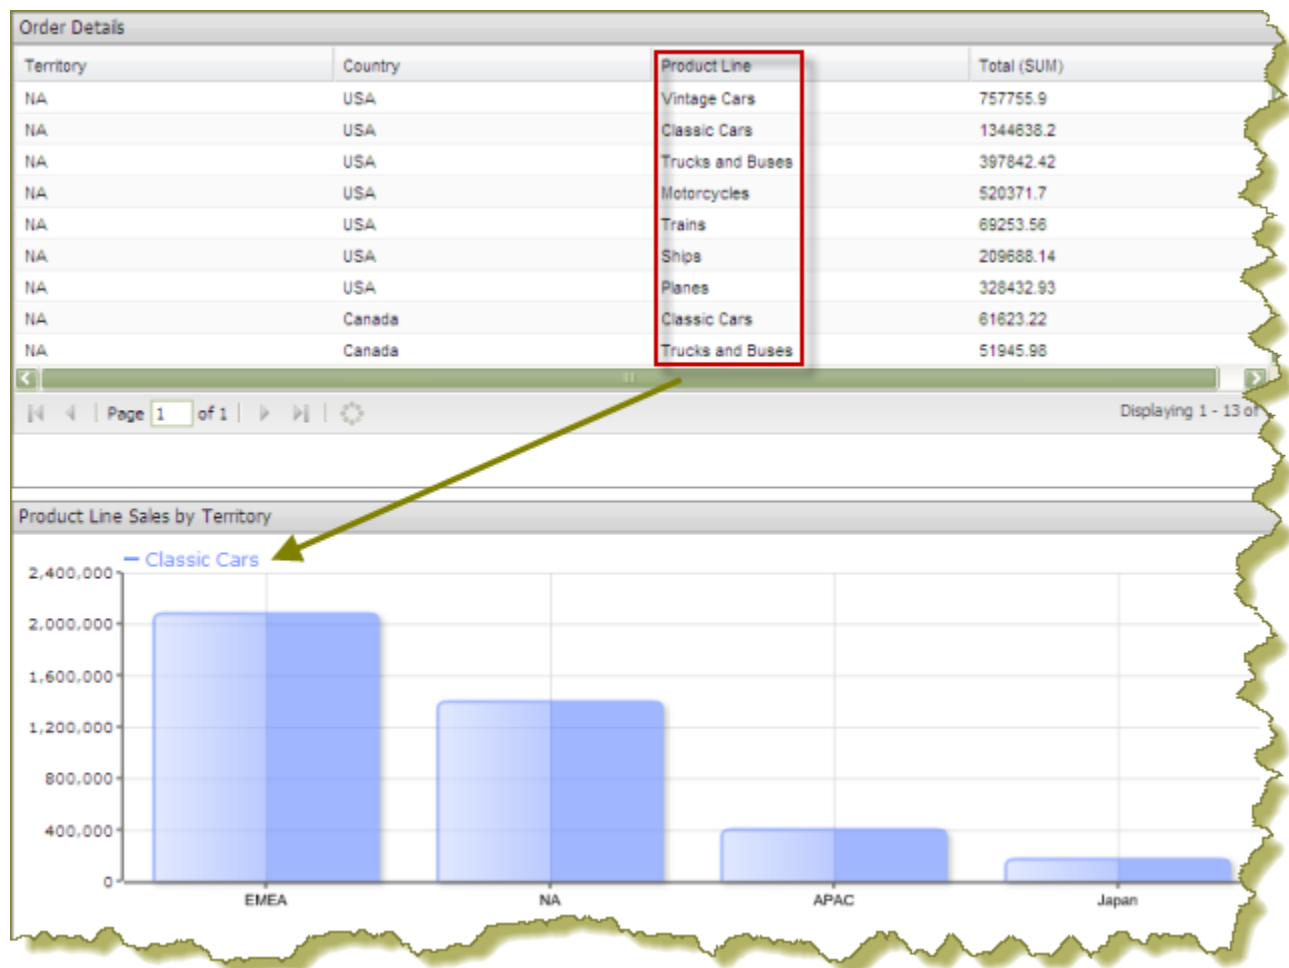 Order Details
Territory Country Product Line Total (SUM)
NA USA Vintage Cars 757755.9
NA USA Classic Cars 1344638.2
NA USA Trucks and Buses 397842.42
NA USA Motorcycles 520371.7
NA USA Trains 69253.56
NA USA Ships 209688.14
NA USA Planes 328432.93
NA Canada Classic Cars 61623.22
NA Canada Trucks and Buses 51945.98
Page 1 of 1 Displaying 1 - 13 of
Product Line Sales by Territory
Classic Cars
2,400,000
2,000,000
1,600,000
1,200,000
800,000
400,000
0
EMEA NA APAC Japan